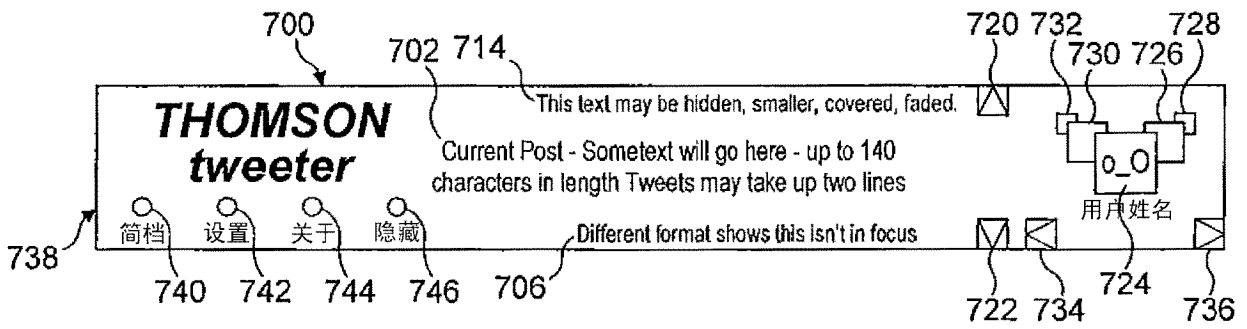 700
702
714
720
732
730
726
728
THOMSON
tweeter
This text may be hidden, smaller, covered, faded.
Current Post - Sometext will go here - up to 140
characters in length Tweets may take up two lines
o_O
用户姓名
简档
设置
关于
隐藏
Different format shows this isn't in focus
738
740
742
744
746
706
722
734
724
736